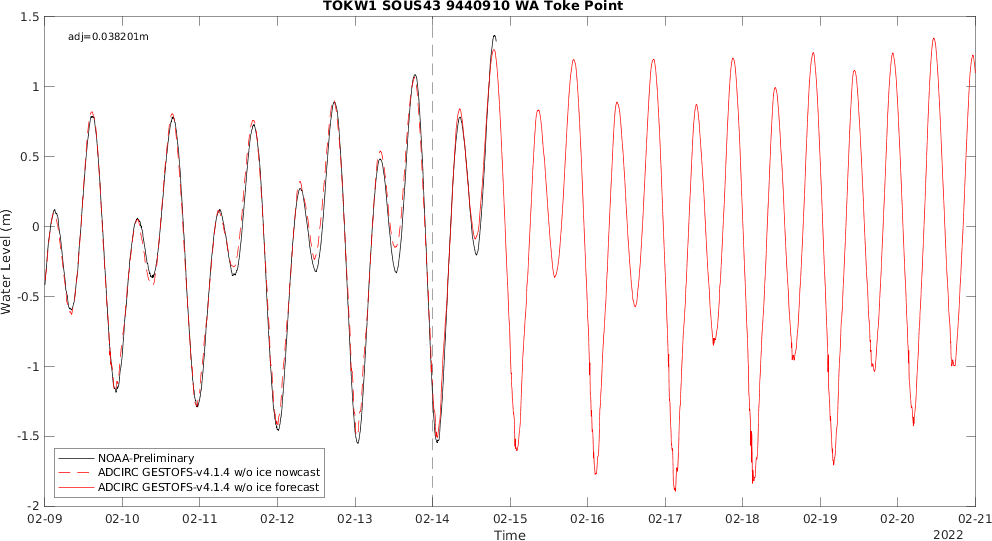 TOKW1 SOUS43 9440910 WA Toke Point
adj=0.038201m
1.5
1
0.5
0
-0.5
-1
-1.5
-2
Water Level (m)
NOAA-Preliminary
ADCIRC GESTOFS-v4.1.4 w/o ice nowcast
ADCIRC GESTOFS-v4.1.4 w/o ice forecast
02-09 02-10 02-11 02-12 02-13 02-14 02-15 02-16 02-17 02-18 02-19 02-20 02-21
Time
2022